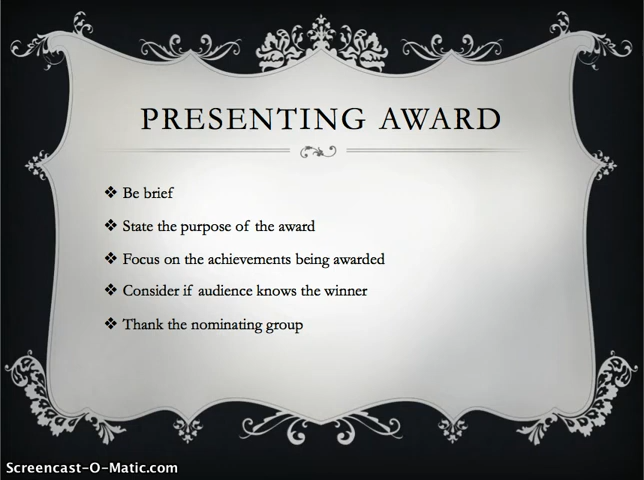 PRESENTING AWARD
❖ Be brief
❖ State the purpose of the award
❖ Focus on the achievements being awarded
❖ Consider if audience knows the winner
❖ Thank the nominating group
Screencast-O-Matic.com